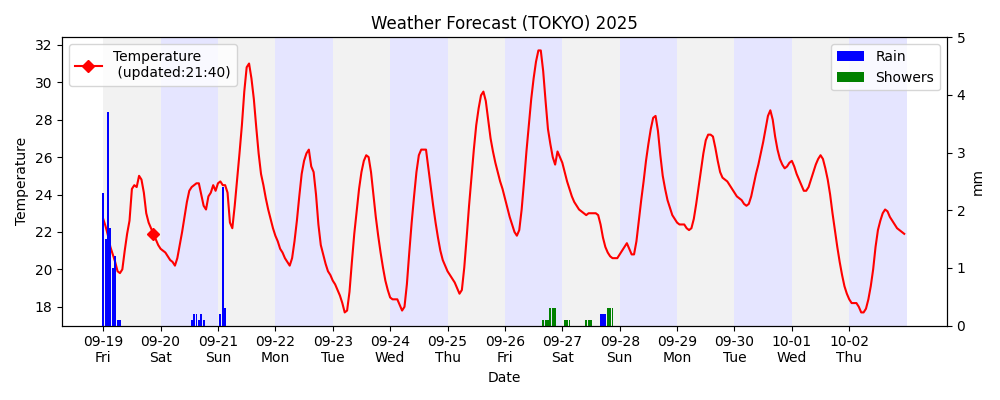 Weather Forecast (TOKYO) 2025
Temperature
(updated:21:40)
Rain
Showers
Temperature
32
30
28
26
24
22
20
18
5
4
3
2
1
0
mm
09-19 09-20 09-21 09-22 09-23 09-24 09-25 09-26 09-27 09-28 09-29 09-30 10-01 10-02
Fri Sat Sun Mon Tue Wed Thu Fri Sat Sun Mon Tue Wed Thu
Date